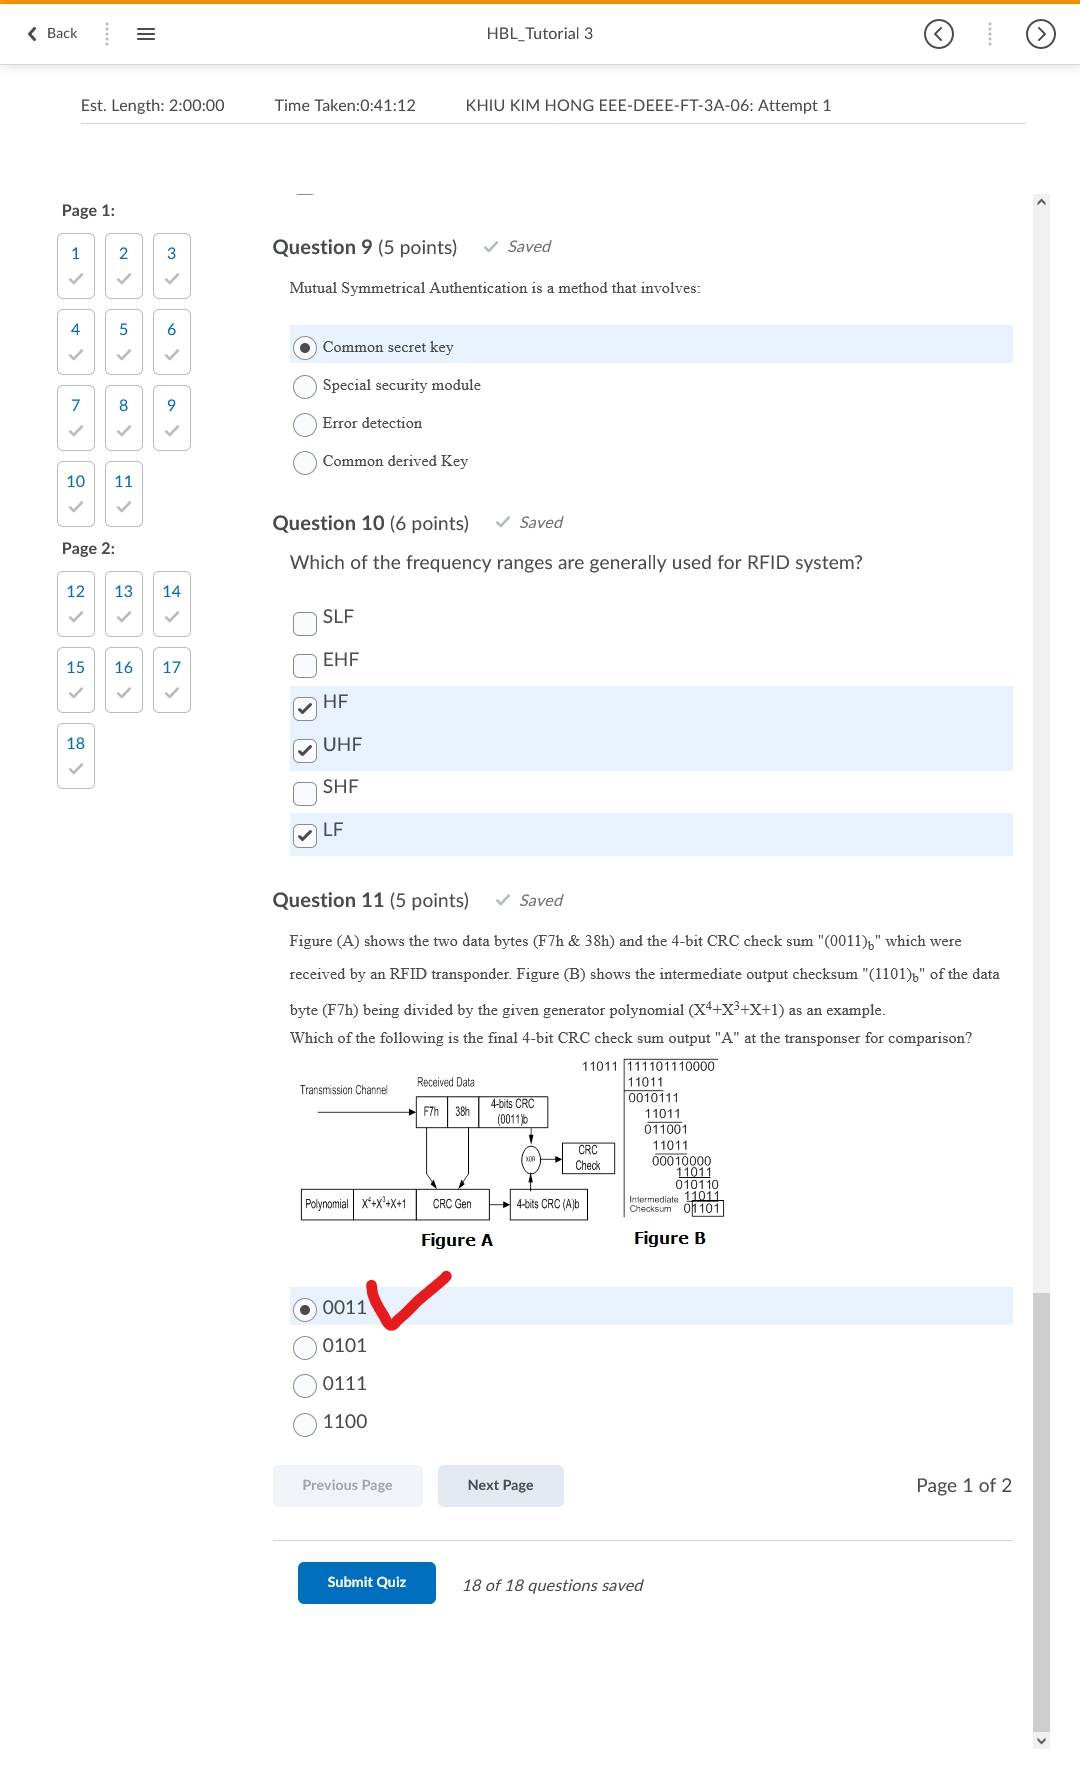 Back
HBL_Tutorial 3
Est. Length: 2:00:00 Time Taken:0:41:12 KHIU KIM HONG EEE-DEEE-FT-3A-06: Attempt 1
Page 1:
1 2 3
4 5 6
7 8 9
10 11
Page 2:
12 13 14
15 16 17
18
Question 9 (5 points) Saved
Mutual Symmetrical Authentication is a method that involves:
Common secret key
Special security module
Error detection
Common derived Key
Question 10 (6 points) Saved
Which of the frequency ranges are generally used for RFID system?
SLF
EHF
HF
UHF
SHF
LF
Question 11 (5 points) Saved
Figure (A) shows the two data bytes (F7h & 38h) and the 4-bit CRC check sum "(0011)b" which were
received by an RFID transponder. Figure (B) shows the intermediate output checksum "(1101)b" of the data
byte (F7h) being divided by the given generator polynomial (X⁴+X³+X+1) as an example.
Which of the following is the final 4-bit CRC check sum output "A" at the transponser for comparison?
Transmission Channel
Received Data
F7h 38h 4-bits CRC
(0011)b
XOR
CRC
Check
Polynomial X⁴+X³+X+1 CRC Gen 4-bits CRC (A)b
Figure A
11011 111101110000
11011
0010111
11011
011001
11011
00010000
11011
010110
Intermediate 11011
Checksum 01101
Figure B
0011
0101
0111
1100
Previous Page Next Page Page 1 of 2
Submit Quiz 18 of 18 questions saved